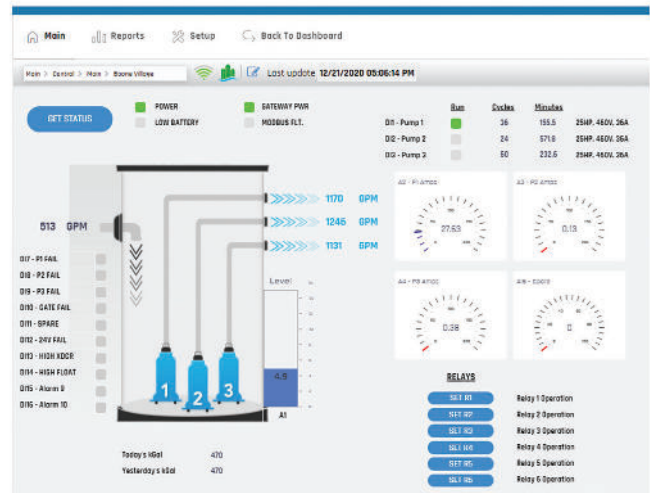 Main Reports Setup Back To Dashboard
Main > Control > Main > Boone Village Last update 12/21/2020 05:06:14 PM
GET STATUS
POWER GATEWAY PWR
LOW BATTERY MODBUS FLT.
Run Cycles Minutes
DI1 - Pump 1 36 155.5 25HP, 460V, 36A
DI2 - Pump 2 24 571.8 25HP, 460V, 36A
DI3 - Pump 3 60 232.6 25HP, 460V, 36A
A2 - P1 Amps A3 - P2 Amps
27.63 0.13
513 GPM
1170 GPM
1246 GPM
1131 GPM
DI7 - P1 FAIL
DI8 - P2 FAIL
DI9 - P3 FAIL
DI10 - GATE FAIL
DI11 - SPARE
DI12 - 24V FAIL
DI13 - HIGH XDCR
DI14 - HIGH FLOAT
DI15 - Alarm 9
DI16 - Alarm 10
Level
4.9
A1
1 2 3
A4 - P3 Amps
0.38 0
RELAYS
SET R1 Relay 1 Operation
SET R2 Relay 2 Operation
SET R3 Relay 3 Operation
SET R4 Relay 4 Operation
SET R5 Relay 5 Operation
Relay 6 Operation
Today's kGal 470
Yesterday's kGal 470